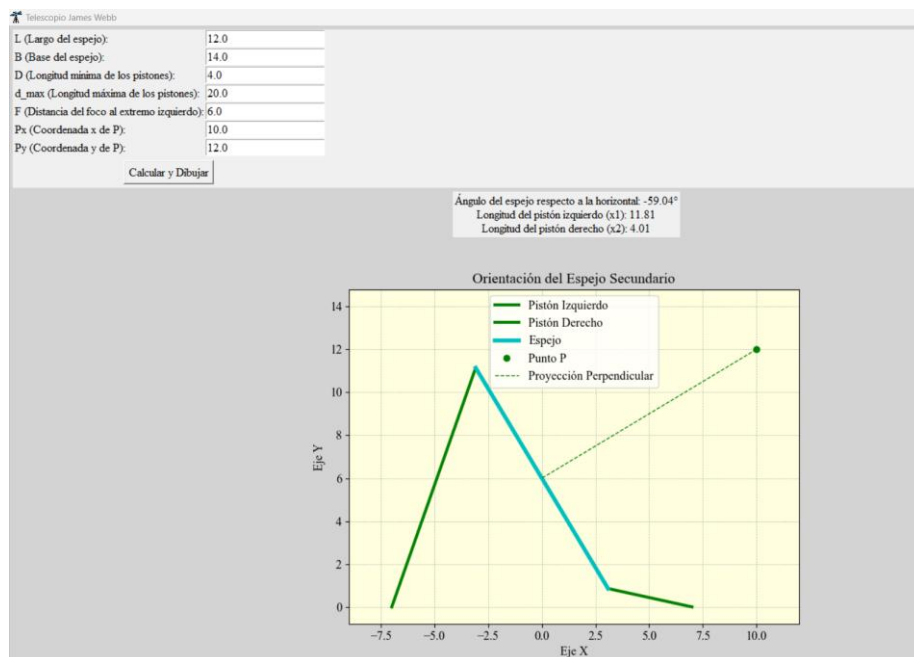 Telescopio James Webb
L (Largo del espejo): 12.0
B (Base del espejo): 14.0
D (Longitud mínima de los pistones): 4.0
d_max (Longitud máxima de los pistones): 20.0
F (Distancia del foco al extremo izquierdo): 6.0
Px (Coordenada x de P): 10.0
Py (Coordenada y de P): 12.0
Calcular y Dibujar
Ángulo del espejo respecto a la horizontal: -59.04°
Longitud del pistón izquierdo (x1): 11.81
Longitud del pistón derecho (x2): 4.01
Orientación del Espejo Secundario
Pistón Izquierdo
Pistón Derecho
Espejo
Punto P
Proyección Perpendicular
14
12
10
8
6
4
2
0
Eje Y
−7.5 −5.0 −2.5 0.0 2.5 5.0 7.5 10.0
Eje X